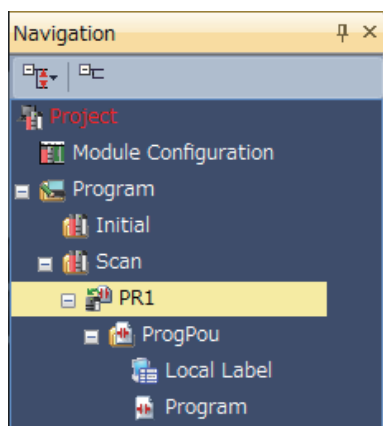 Navigation
Project
Module Configuration
Program
Initial
Scan
PR1
ProgPou
Local Label
Program